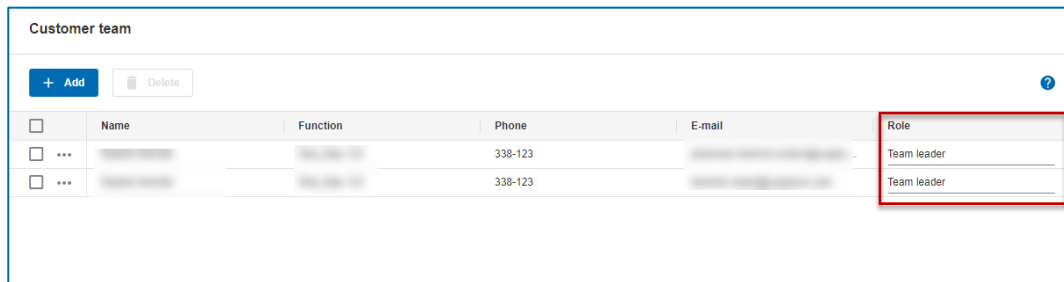 Customer team
+ Add Delete
Name Function Phone E-mail Role
338-123 .. Team leader
338-123 Team leader